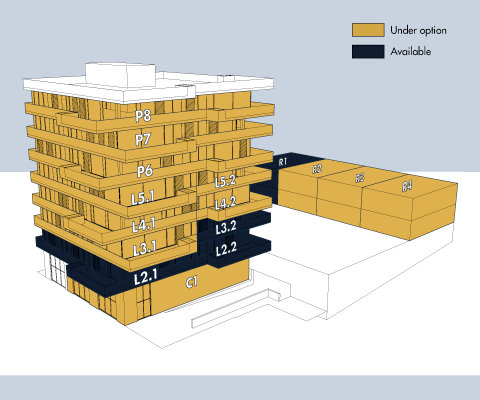 Under option
Available
P8
P7
P6
L5.1
L5.2
L4.1
L4.2
L3.1
L3.2
L2.1
L2.2
C1
R1
R2
R3
R4